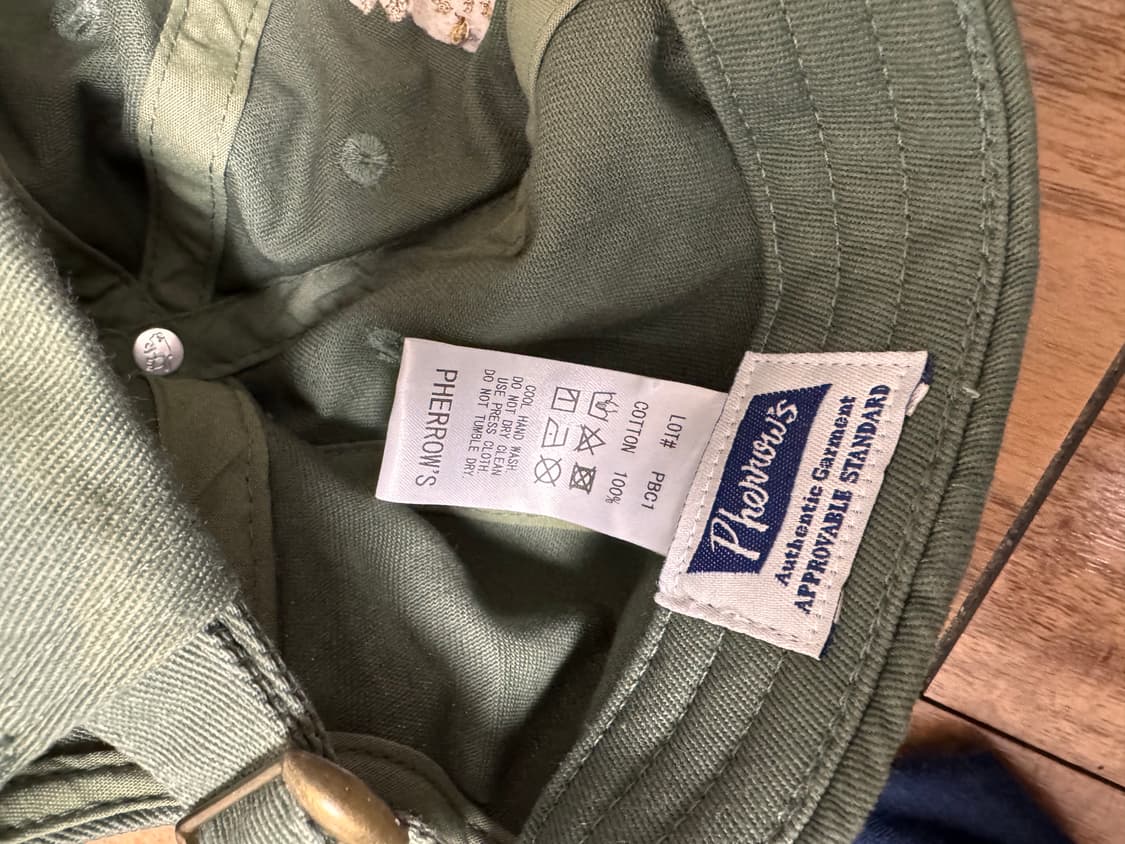 LOT# PBC1
COTTON 100%
COOL HAND WASH.
DO NOT DRY CLEAN
USE PRESS CLOTH.
DO NOT TUMBLE DRY.
PHERROW'S
Pherrow's
Authentic Garment
APPROVABLE STANDARD